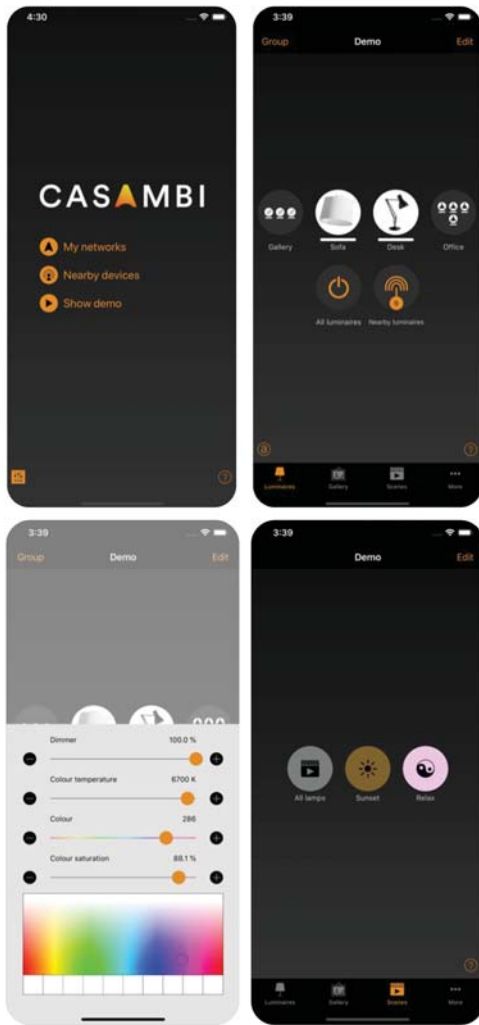 4:30
CASAMBI
My networks
Nearby devices
Show demo
3:39
Group Demo Edit
Gallery Sofa Desk Office
All luminaires Nearby luminaires
Luminaires Gallery Scenes More
3:39
Group Demo Edit
Dimmer 100.0 %
Colour temperature 6700 K
Colour 286
Colour saturation 88.1 %
3:39
Demo Edit
All lamps Sunset Relax
Luminaires Gallery Scenes More